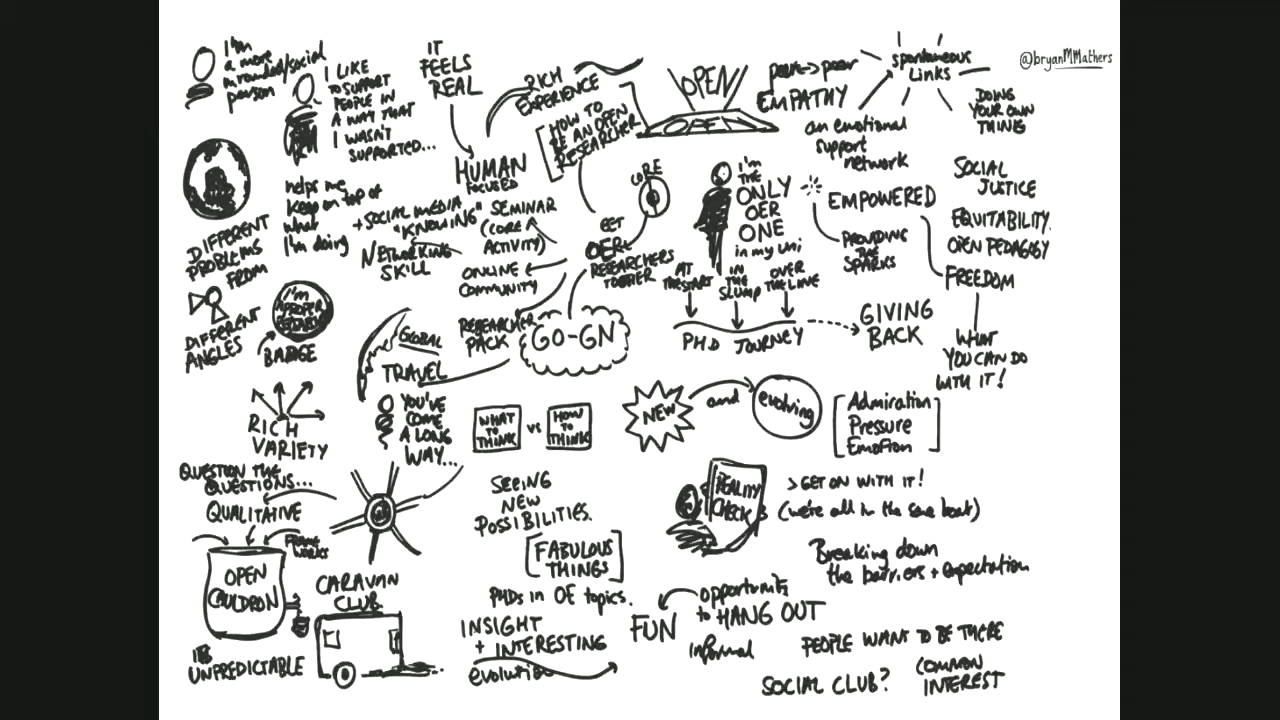 I'm
a more
rounded/social
person
I LIKE
TO SUPPORT
PEOPLE IN
A WAY THAT
I WASN'T
SUPPORTED...
IT
FEELS
REAL
RICH
EXPERIENCE
[HOW TO
BE AN OPEN
RESEARCHER
OPEN
OPEN
peer->peer
EMPATHY
an emotional
support
network
spontaneous
Links
@bryanMMathers
DOING
YOUR OWN
THING
DIFFERENT
PROBLEMS
FROM
DIFFERENT
ANGLES
helps me
keep on top of
what
I'm doing
HUMAN
FOCUSED
+SOCIAL MEDIA
"KNOWING"
NETWORKING
SKILL
SEMINAR
(CORE
ACTIVITY)
ONLINE
COMMUNITY
RESEARCHER
PACK
CORE
GET
OER
RESEARCHERS
TOGETHER
GO-GN
I'm
THE
ONLY
OER
ONE
in my uni
EMPOWERED
PROVIDING
THE
SPARKS
SOCIAL
JUSTICE
EQUITABILITY.
OPEN PEDAGOGY
FREEDOM
WHAT
YOU CAN DO
WITH IT!
AT
THE START
IN
THE
SLUMP
OVER
THE LINE
PHD JOURNEY
GIVING
BACK
I'm
A PROPER
BADGE
GLOBAL
TRAVEL
YOU'VE
COME
A LONG
WAY...
RICH
VARIETY
WHAT
TO
THINK
vs
HOW
TO
THINK
NEW
and
evolving
[Admiration
Pressure
Emotion]
QUESTION THE
QUESTIONS...
QUALITATIVE
FRAME
WORKS
OPEN
CAULDRON
IT'S
UNPREDICTABLE
CARAVAN
CLUB
SEEING
NEW
POSSIBILITIES.
[FABULOUS
THINGS]
PHDs in OE topics.
INSIGHT
+ INTERESTING
evolution
REALITY
CHECK
> GET ON WITH IT!
(we're all in the same boat)
Breaking down
the barriers + expectation
FUN
opportunity
to HANG OUT
informal
PEOPLE WANT TO BE THERE
SOCIAL CLUB?
COMMON
INTEREST